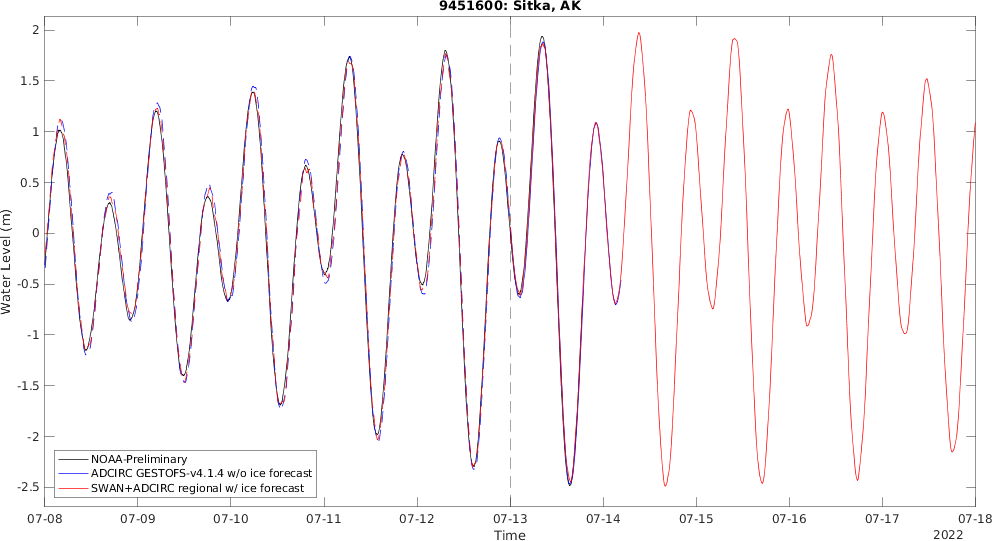 9451600: Sitka, AK
Water Level (m)
2
1.5
1
0.5
0
-0.5
-1
-1.5
-2
-2.5
NOAA-Preliminary
ADCIRC GESTOFS-v4.1.4 w/o ice forecast
SWAN+ADCIRC regional w/ ice forecast
07-08 07-09 07-10 07-11 07-12 07-13 07-14 07-15 07-16 07-17 07-18
Time
2022